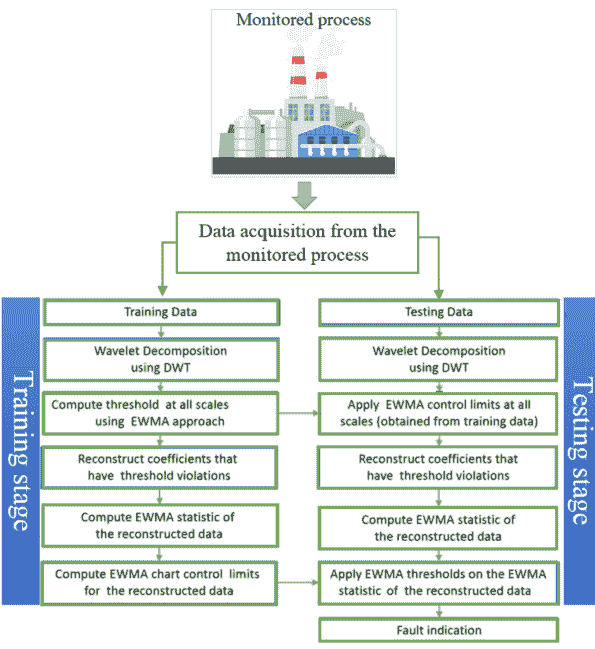 Monitored process
Data acquisition from the
monitored process
Training stage
Training Data
Wavelet Decomposition
using DWT
Compute threshold at all scales
using EWMA approach
Reconstruct coefficients that
have threshold violations
Compute EWMA statistic of
the reconstructed data
Compute EWMA chart control limits
for the reconstructed data
Testing Data
Wavelet Decomposition
using DWT
Apply EWMA control limits at all
scales (obtained from training data)
Reconstruct coefficients that
have threshold violations
Compute EWMA statistic of
the reconstructed data
Apply EWMA thresholds on the EWMA
statistic of the reconstructed data
Fault indication
Testing stage